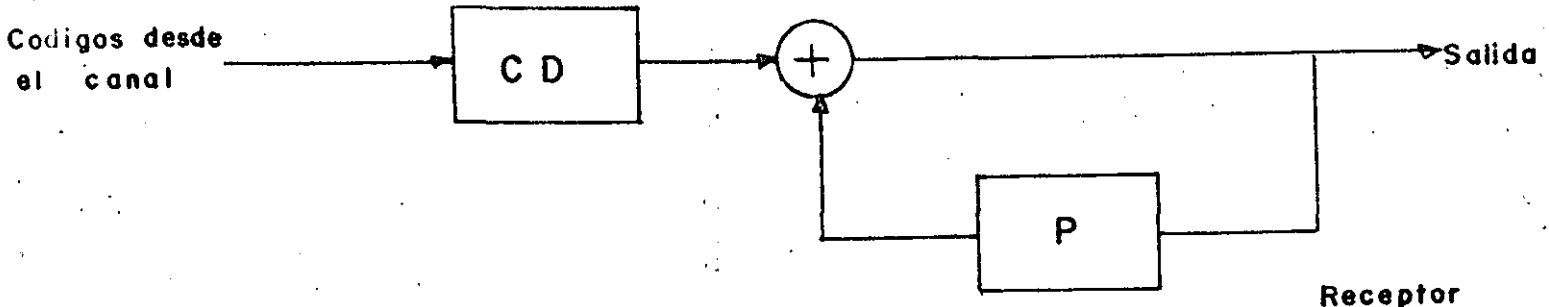 Codigos desde
el canal
C D
+
Salida
P
Receptor